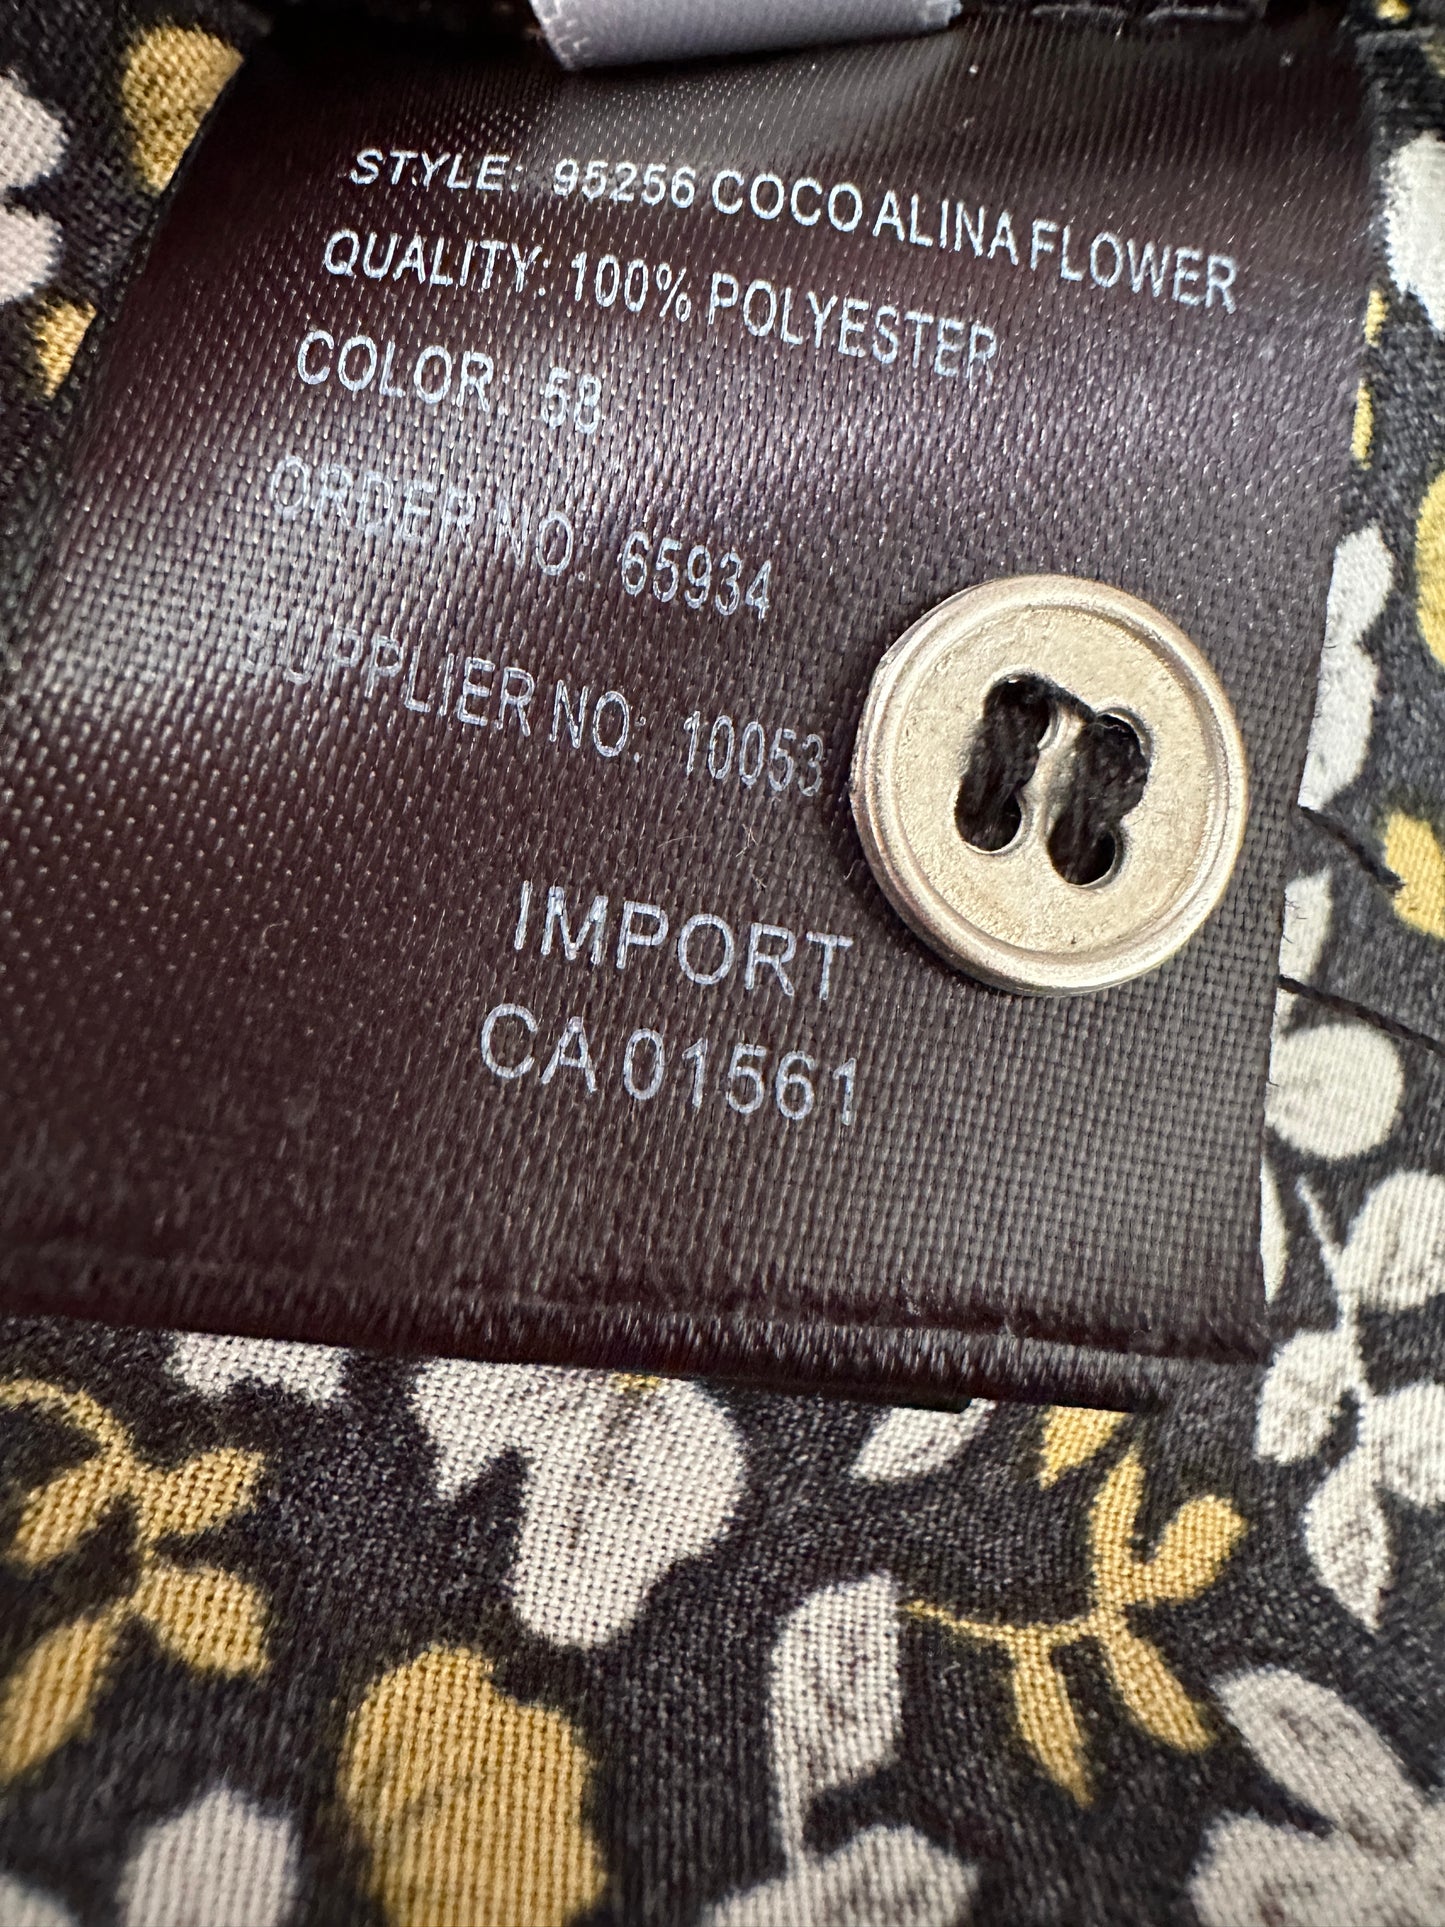 STYLE: 95256 COCO ALINA FLOWER
QUALITY: 100% POLYESTER
COLOR: 58
ORDER NO: 65934
SUPPLIER NO: 10053
IMPORT
CA 01561